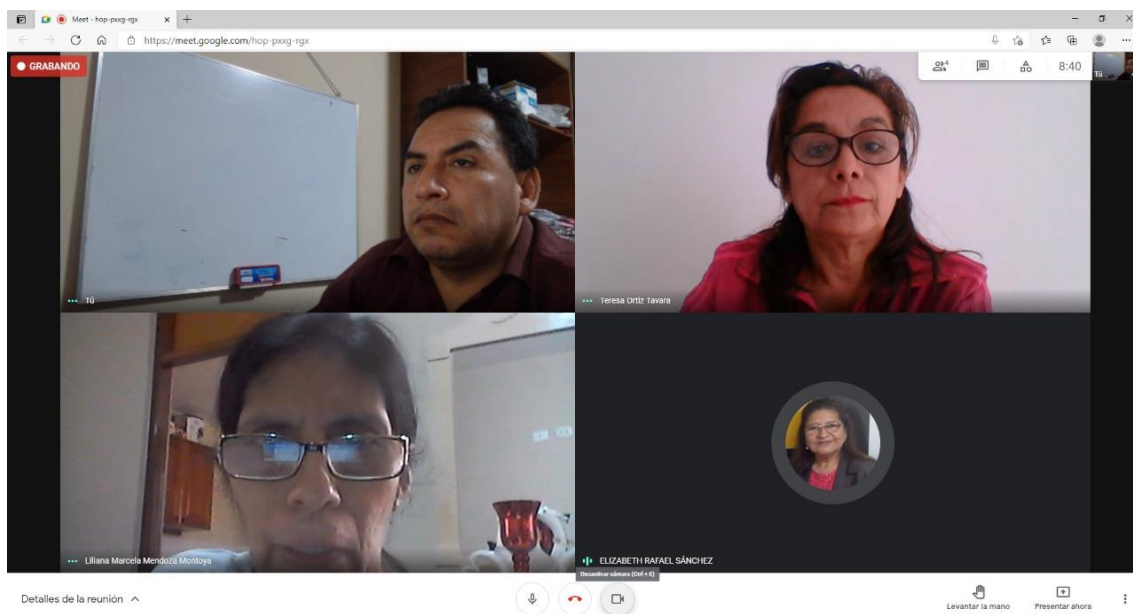 Meet - hop-pxxg-rgx
https://meet.google.com/hop-pxxg-rgx
GRABANDO
4
8:40
Tú
Tú
Teresa Ortiz Tavara
Liliana Marcela Mendoza Montoya
ELIZABETH RAFAEL SÁNCHEZ
Desactivar cámara (Ctrl + E)
Detalles de la reunión
Levantar la mano
Presentar ahora